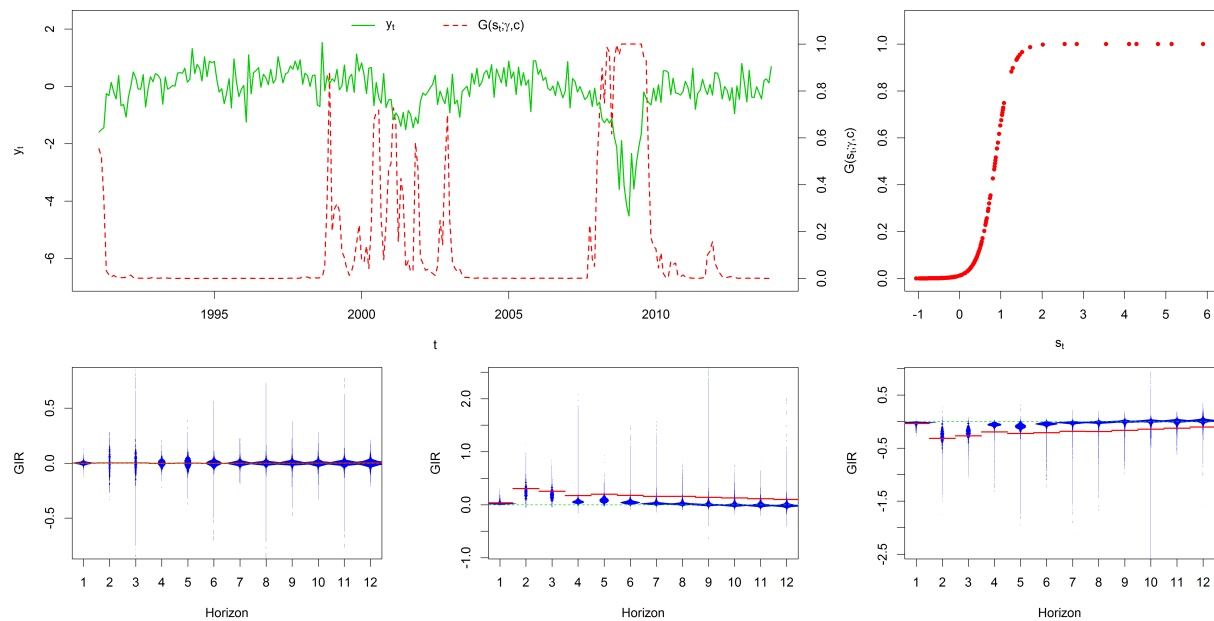 y_t G(s_t;γ,c)
y_t
2
0
-2
-4
-6
1.0
0.8
0.6
0.4
0.2
0.0
1995 2000 2005 2010
t
G(s_t;γ,c)
1.0
0.8
0.6
0.4
0.2
0.0
-1 0 1 2 3 4 5 6
s_t
GIR
0.5
0.0
-0.5
1 2 3 4 5 6 7 8 9 10 11 12
Horizon
GIR
2.0
1.0
0.0
-1.0
1 2 3 4 5 6 7 8 9 10 11 12
Horizon
GIR
0.5
-0.5
-1.5
-2.5
1 2 3 4 5 6 7 8 9 10 11 12
Horizon